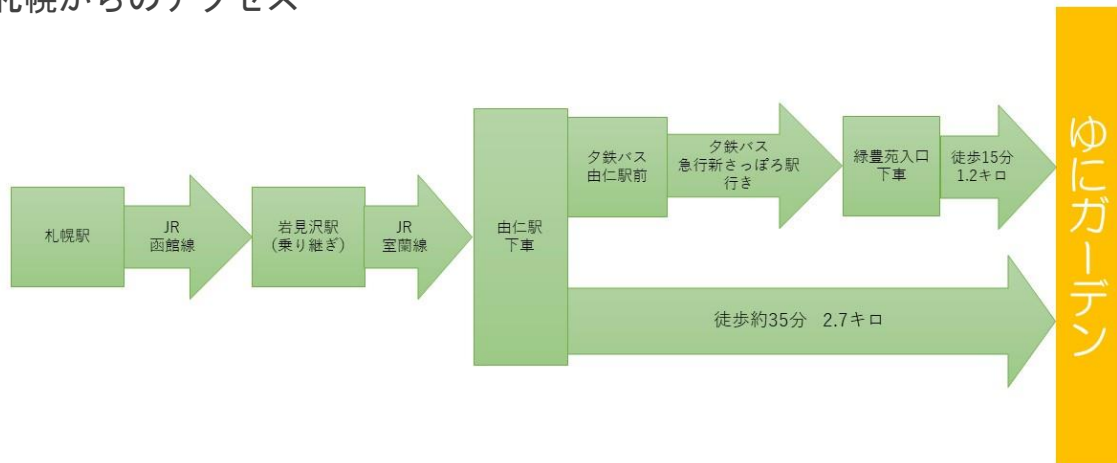 札幌からのアクセス
札幌駅
JR
函館線
岩見沢駅
(乗り継ぎ)
JR
室蘭線
由仁駅
下車
夕鉄バス
由仁駅前
夕鉄バス
急行新さっぽろ駅
行き
緑豊苑入口
下車
徒歩15分
1.2キロ
徒歩約35分 2.7キロ
ゆにガーデン